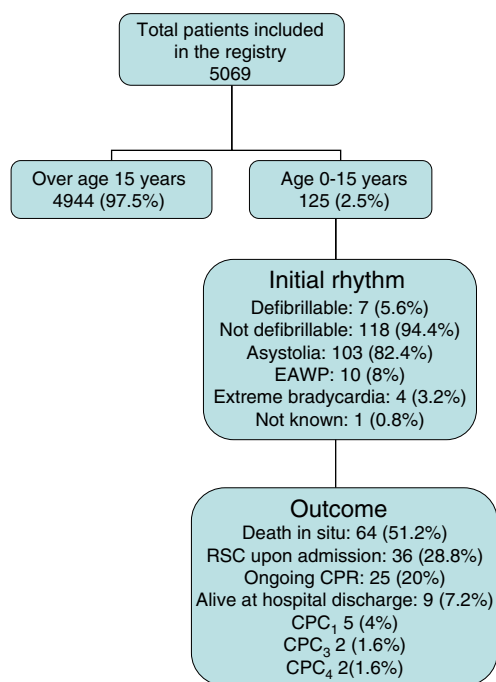 Total patients included
in the registry
5069
Over age 15 years
4944 (97.5%)
Age 0-15 years
125 (2.5%)
Initial rhythm
Defibrillable: 7 (5.6%)
Not defibrillable: 118 (94.4%)
Asystolia: 103 (82.4%)
EAWP: 10 (8%)
Extreme bradycardia: 4 (3.2%)
Not known: 1 (0.8%)
Outcome
Death in situ: 64 (51.2%)
RSC upon admission: 36 (28.8%)
Ongoing CPR: 25 (20%)
Alive at hospital discharge: 9 (7.2%)
CPC₁ 5 (4%)
CPC₃ 2 (1.6%)
CPC₄ 2(1.6%)